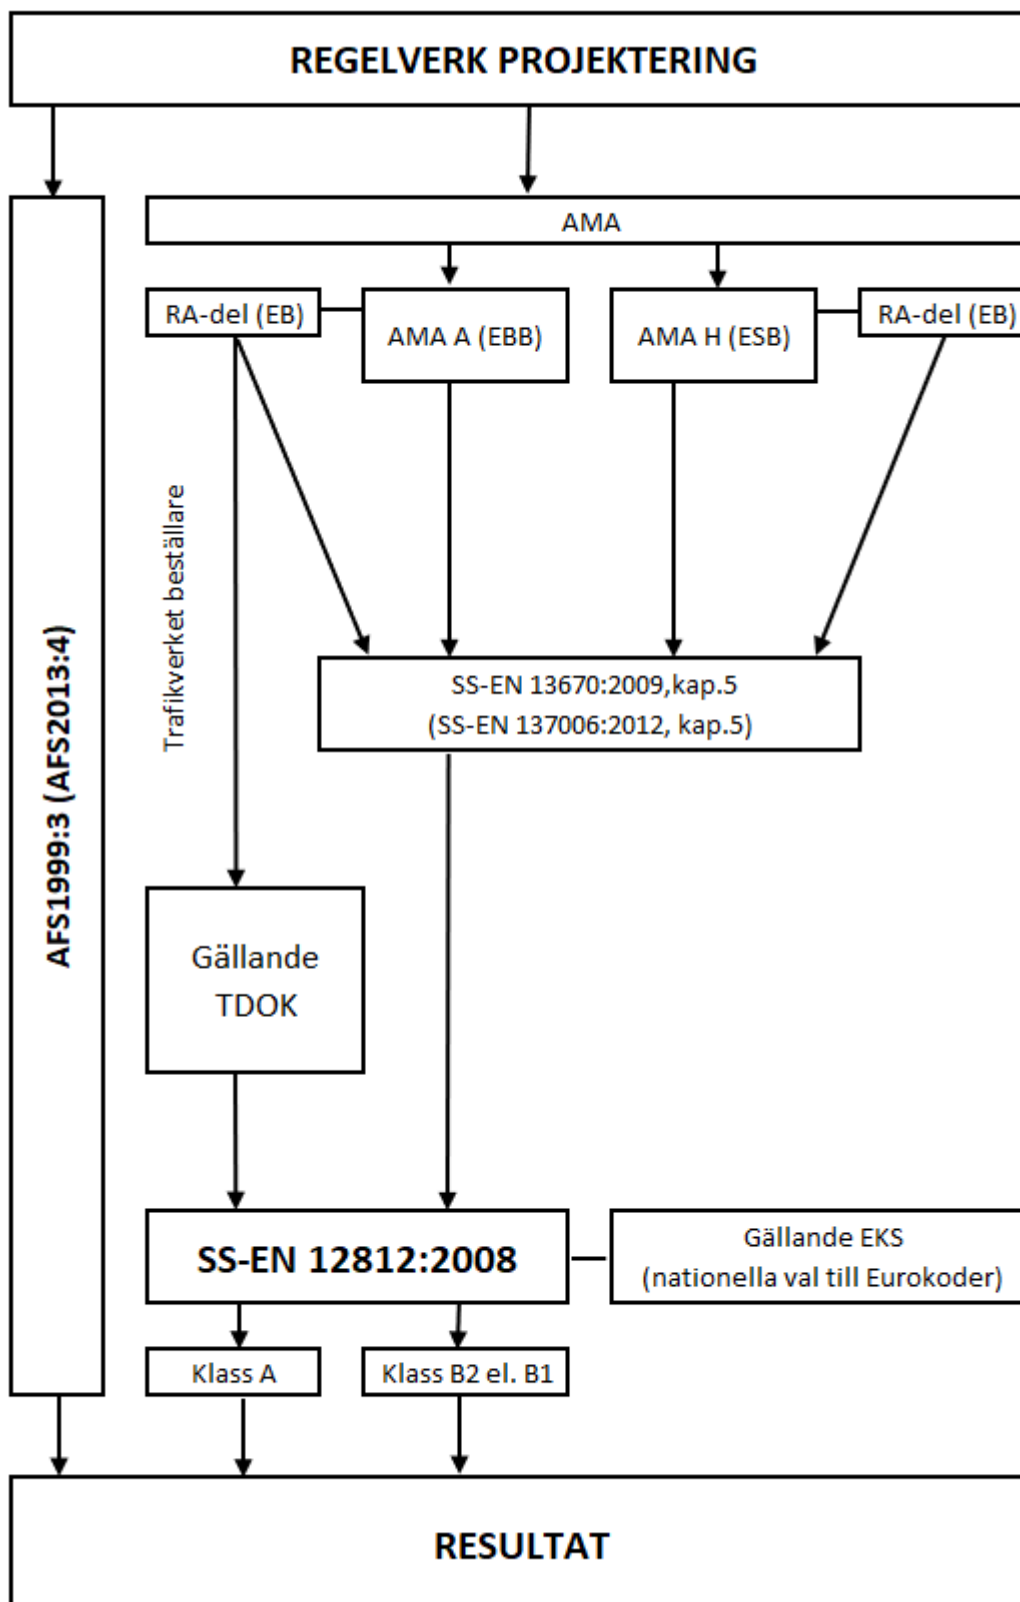 REGELVERK PROJEKTERING
AMA
RA-del (EB)
AMA A (EBB)
AMA H (ESB)
RA-del (EB)
Trafikverket beställare
AFS1999:3 (AFS2013:4)
SS-EN 13670:2009,kap.5
(SS-EN 137006:2012, kap.5)
Gällande
TDOK
SS-EN 12812:2008
Gällande EKS
(nationella val till Eurokoder)
Klass A
Klass B2 el. B1
RESULTAT